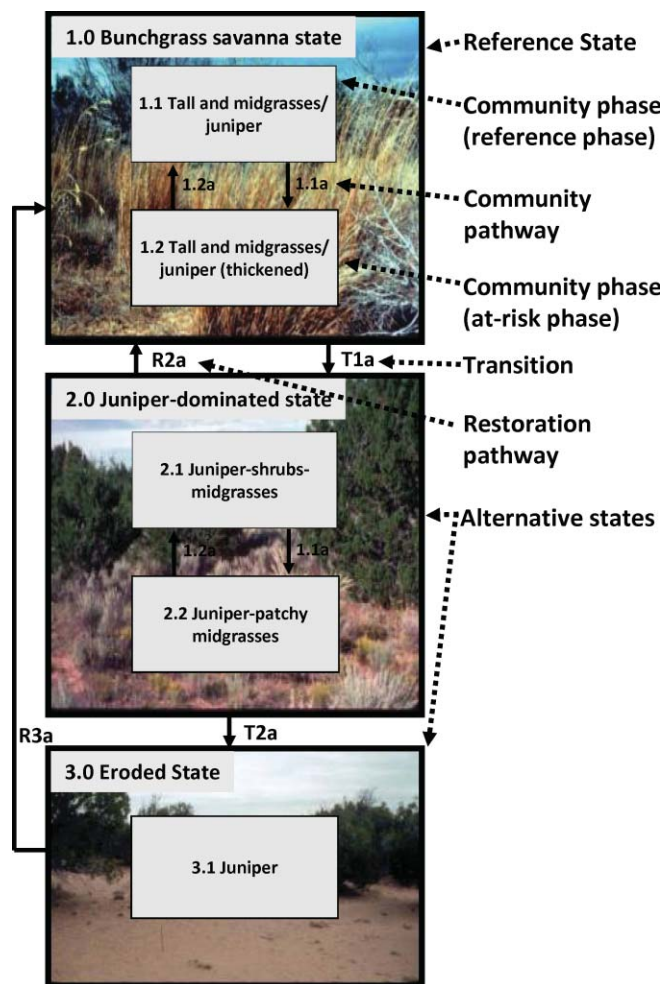 1.0 Bunchgrass savanna state
Reference State
1.1 Tall and midgrasses/
juniper
Community phase
(reference phase)
1.2a
1.1a
Community
pathway
1.2 Tall and midgrasses/
juniper (thickened)
Community phase
(at-risk phase)
R2a
T1a
Transition
2.0 Juniper-dominated state
Restoration
pathway
2.1 Juniper-shrubs-
midgrasses
Alternative states
1.2a
1.1a
2.2 Juniper-patchy
midgrasses
R3a
T2a
3.0 Eroded State
3.1 Juniper